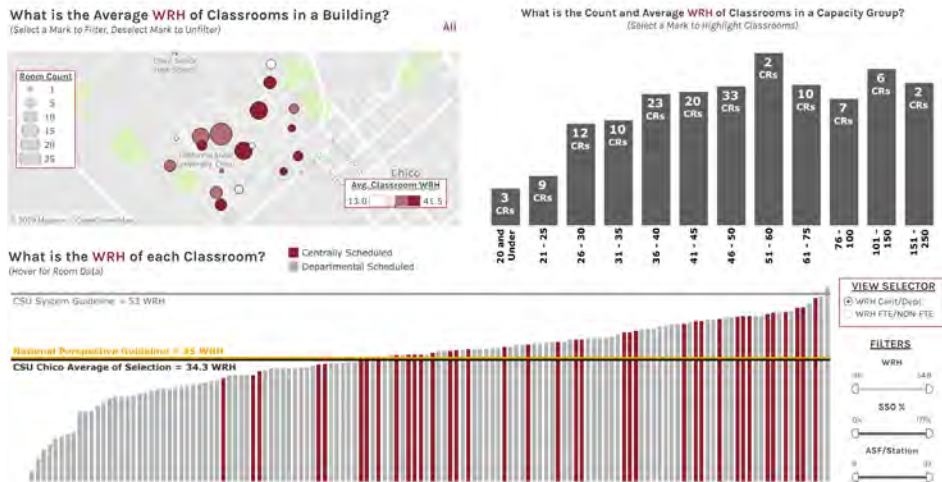 What is the Average WRH of Classrooms in a Building?
(Select a Mark to Filter, Deselect Mark to Unfilter)
All
Room Count
1
5
10
15
20
25
Chico
Avg. Classroom WRH
13.0
41.5
What is the Count and Average WRH of Classrooms in a Capacity Group?
(Select a Mark to Highlight Classrooms)
3 CRs
9 CRs
12 CRs
10 CRs
23 CRs
20 CRs
33 CRs
2 CRs
10 CRs
7 CRs
6 CRs
2 CRs
20 and Under
21 - 25
26 - 30
31 - 35
36 - 40
41 - 45
46 - 50
51 - 60
61 - 75
76 - 100
101 - 150
151 - 250
What is the WRH of each Classroom?
(Hover for Room Data)
Centrally Scheduled
Departmental Scheduled
CSU System Guideline = 53 WRH
National Perspective Guideline = 35 WRH
CSU Chico Average of Selection = 34.3 WRH
VIEW SELECTOR
WRH Cent/Dept
WRH FTE/NON-FTE
FILTERS
WRH
SSO %
ASF/Station